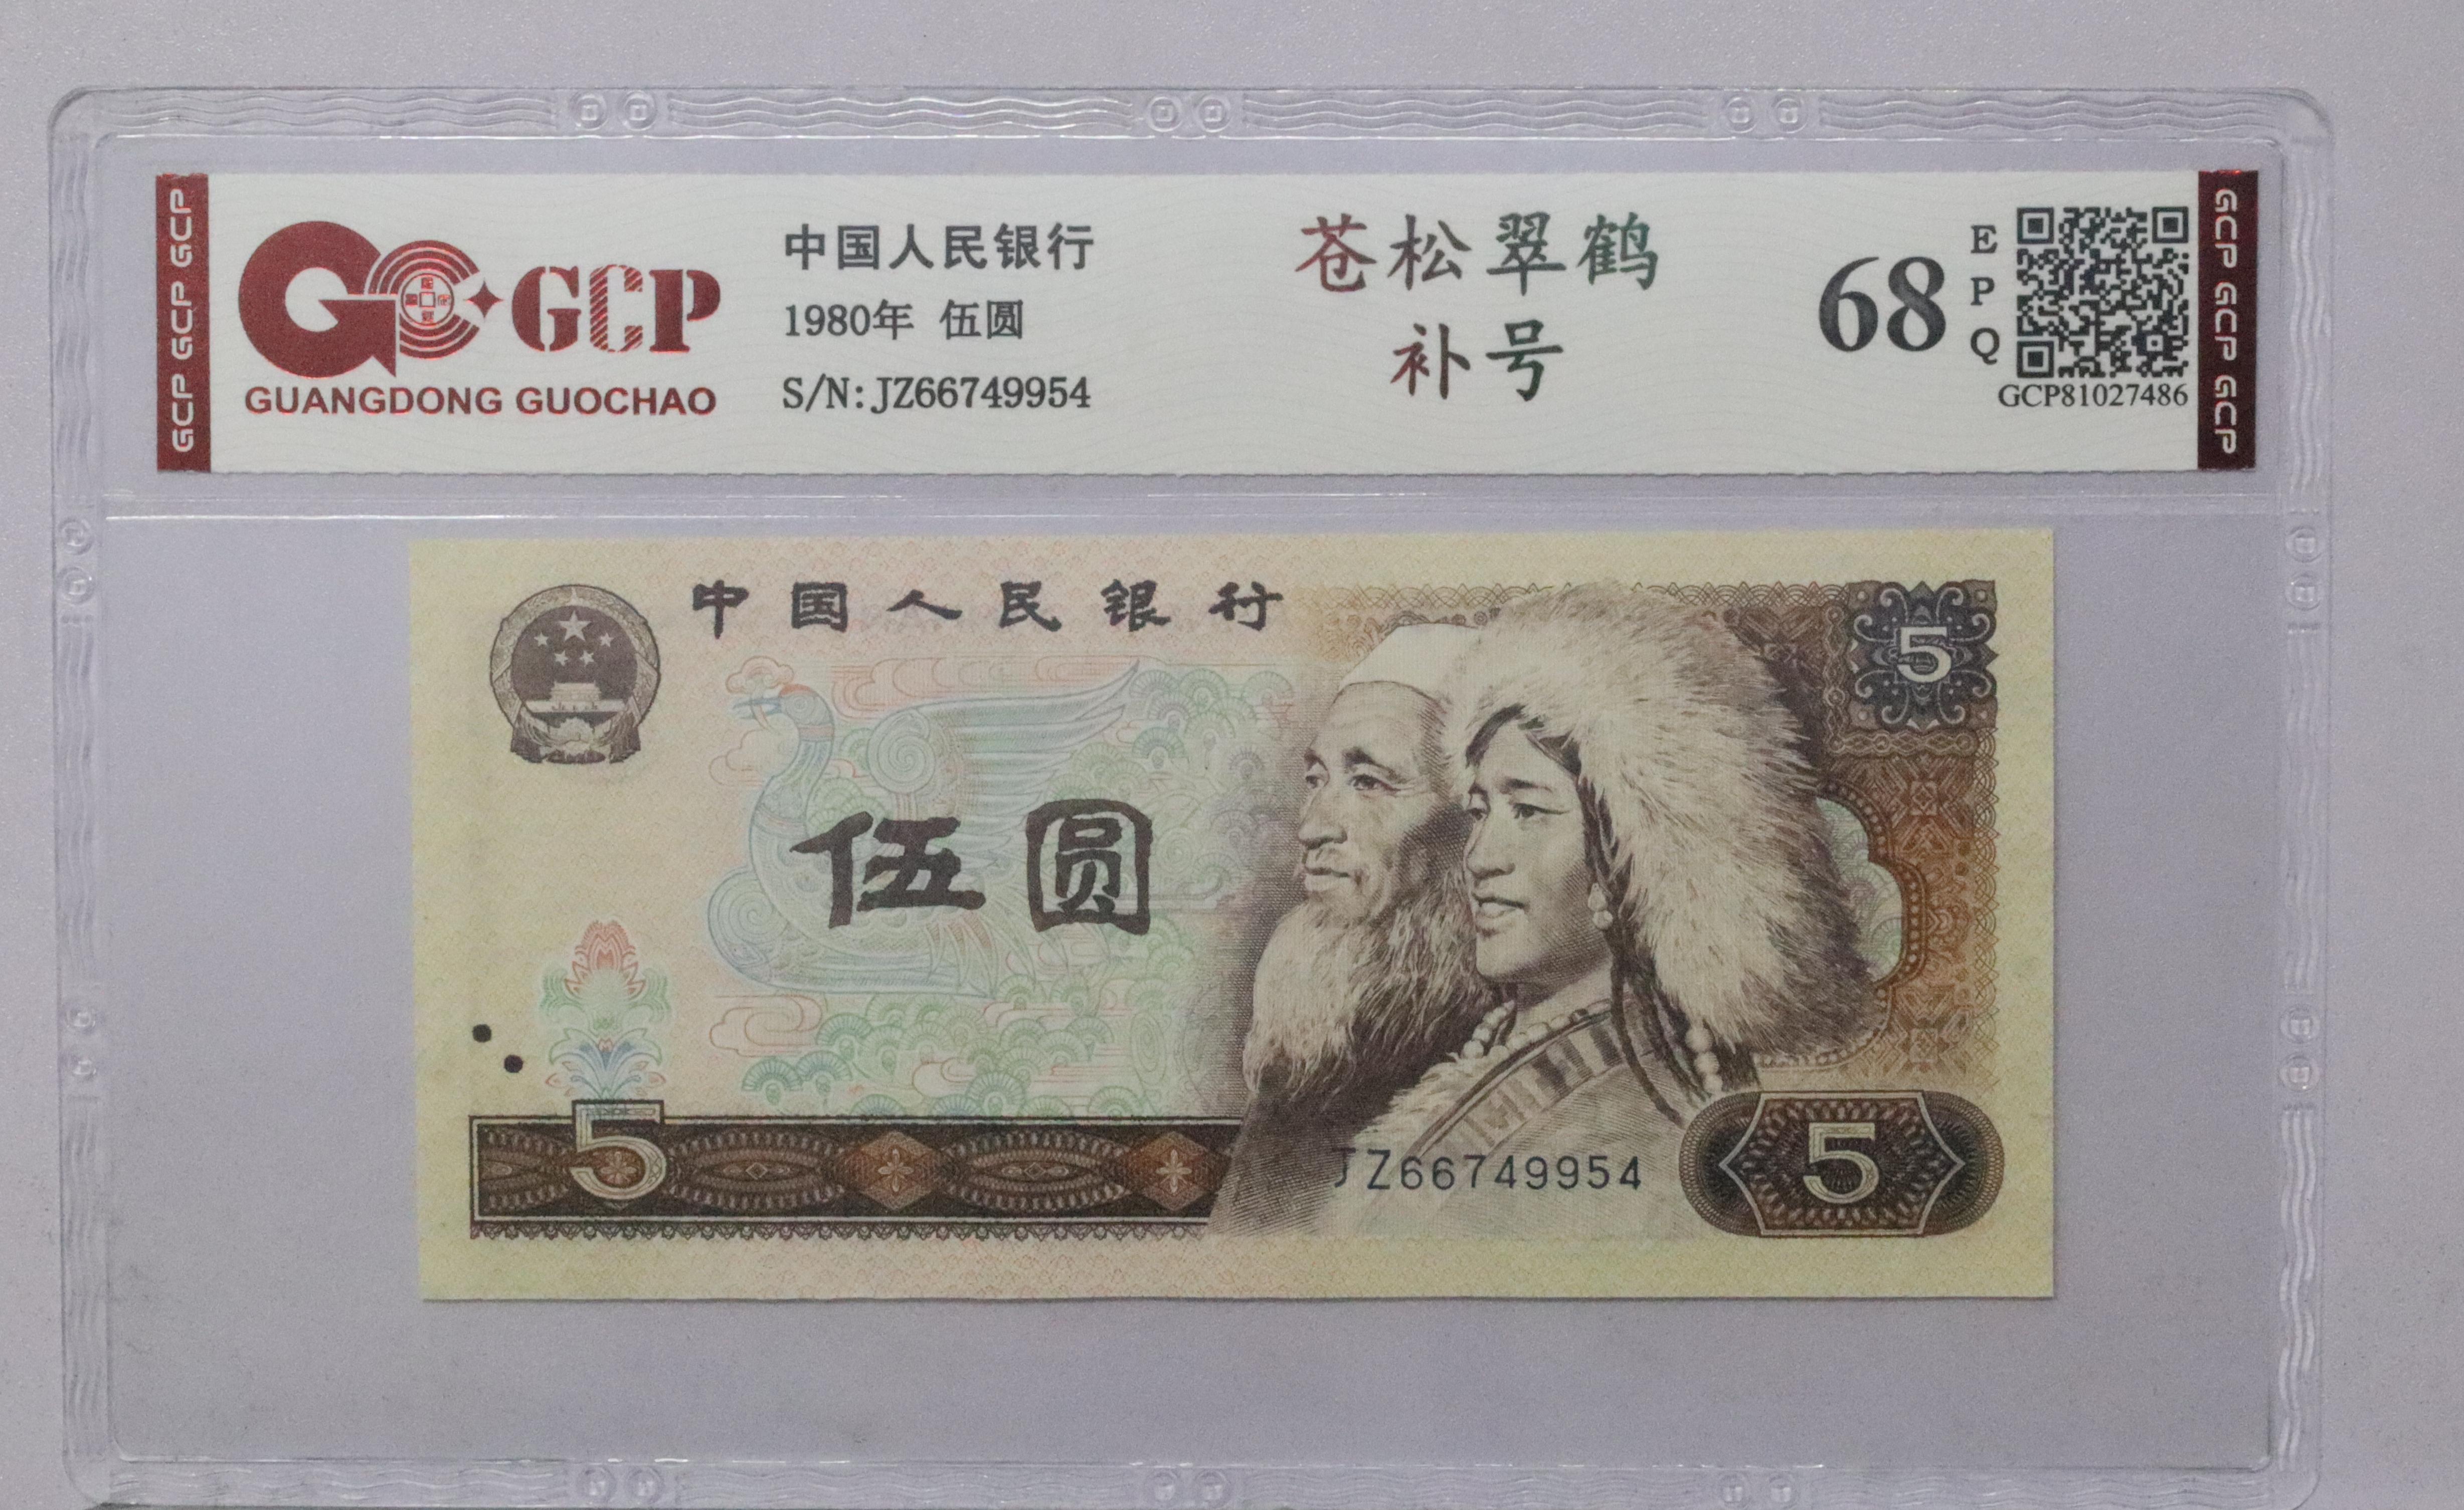 GCP GCP GCP
GCP
GUANGDONG GUOCHAO
中国人民银行
1980年 伍圆
S/N: JZ66749954
苍松翠鹤
补号
68
EPQ
GCP81027486
GCP GCP GCP
中国人民银行
5
伍圆
5
JZ66749954
5